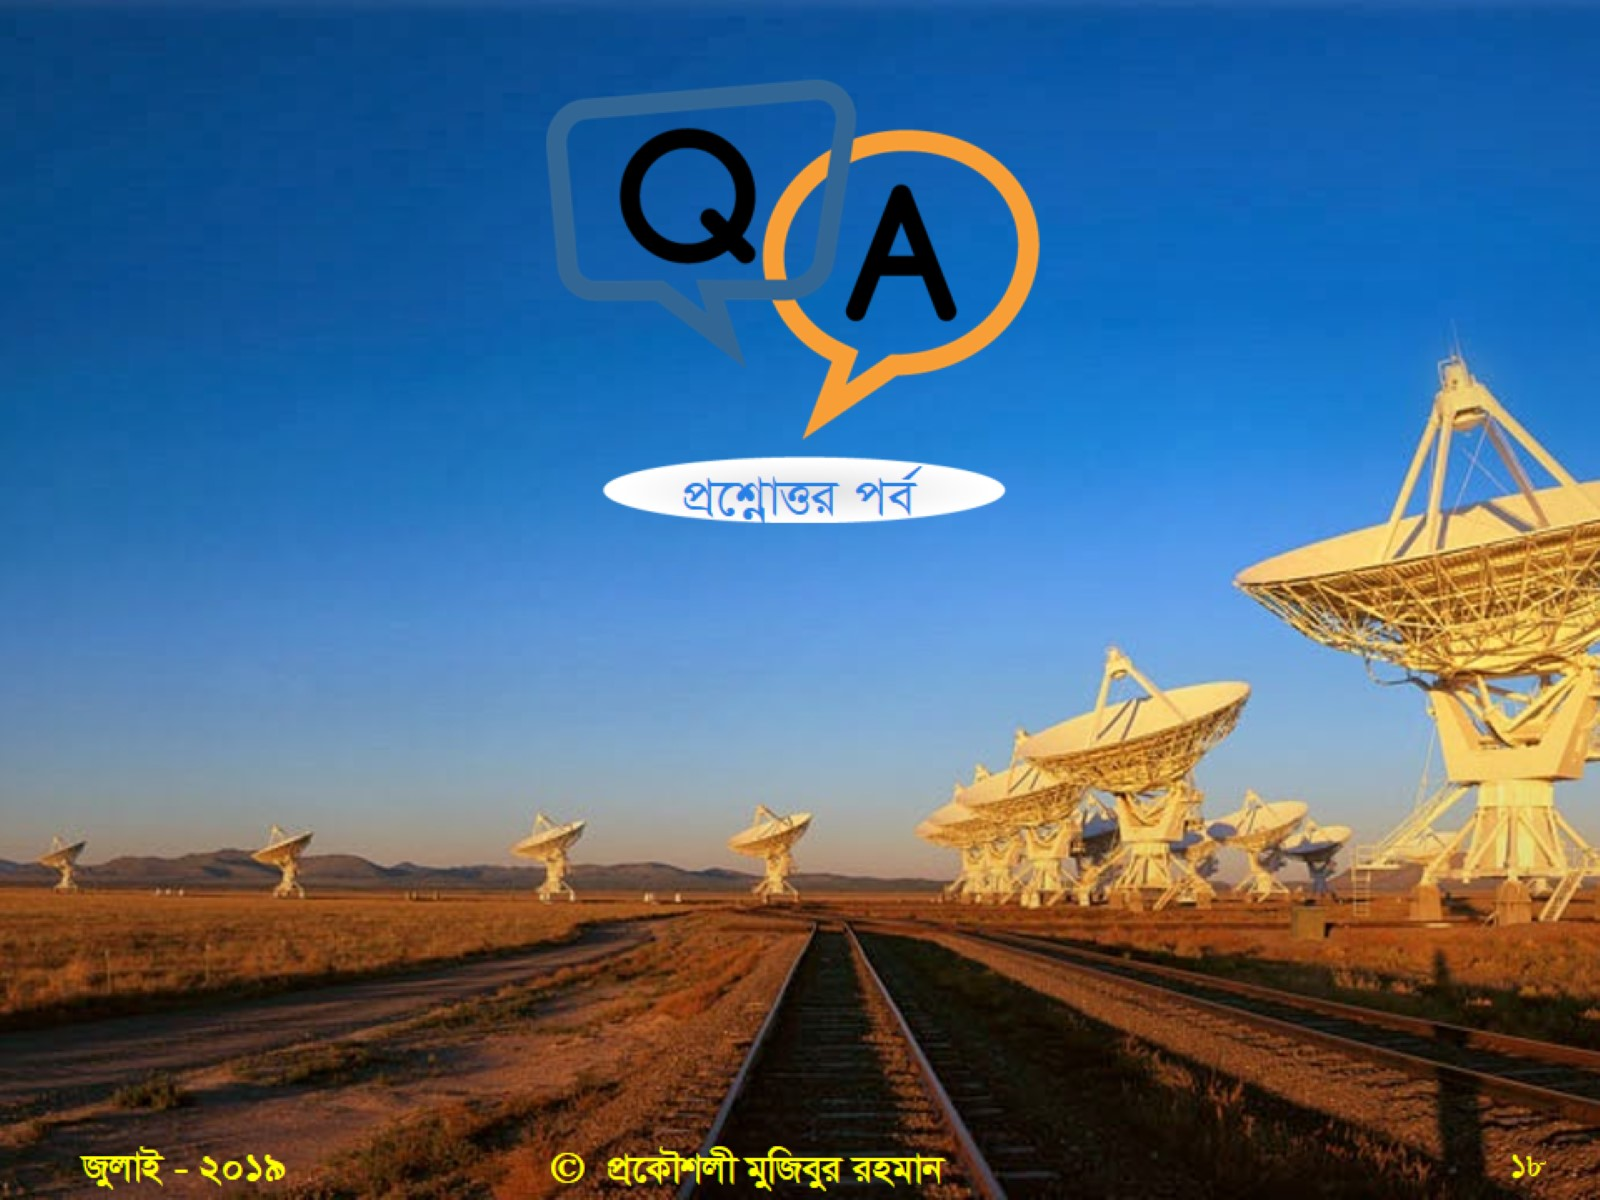 Q
A
প্রশ্নোত্তর পর্ব
জুলাই - ২০১৯
© প্রকৌশলী মুজিবুর রহমান
১৮